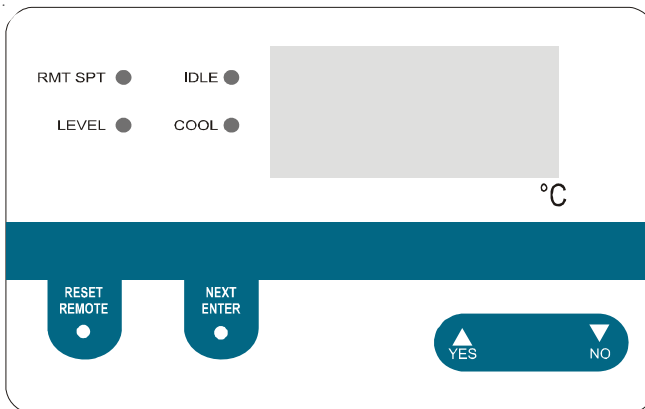 RMT SPT
IDLE
LEVEL
COOL
°C
RESET
REMOTE
NEXT
ENTER
YES
NO